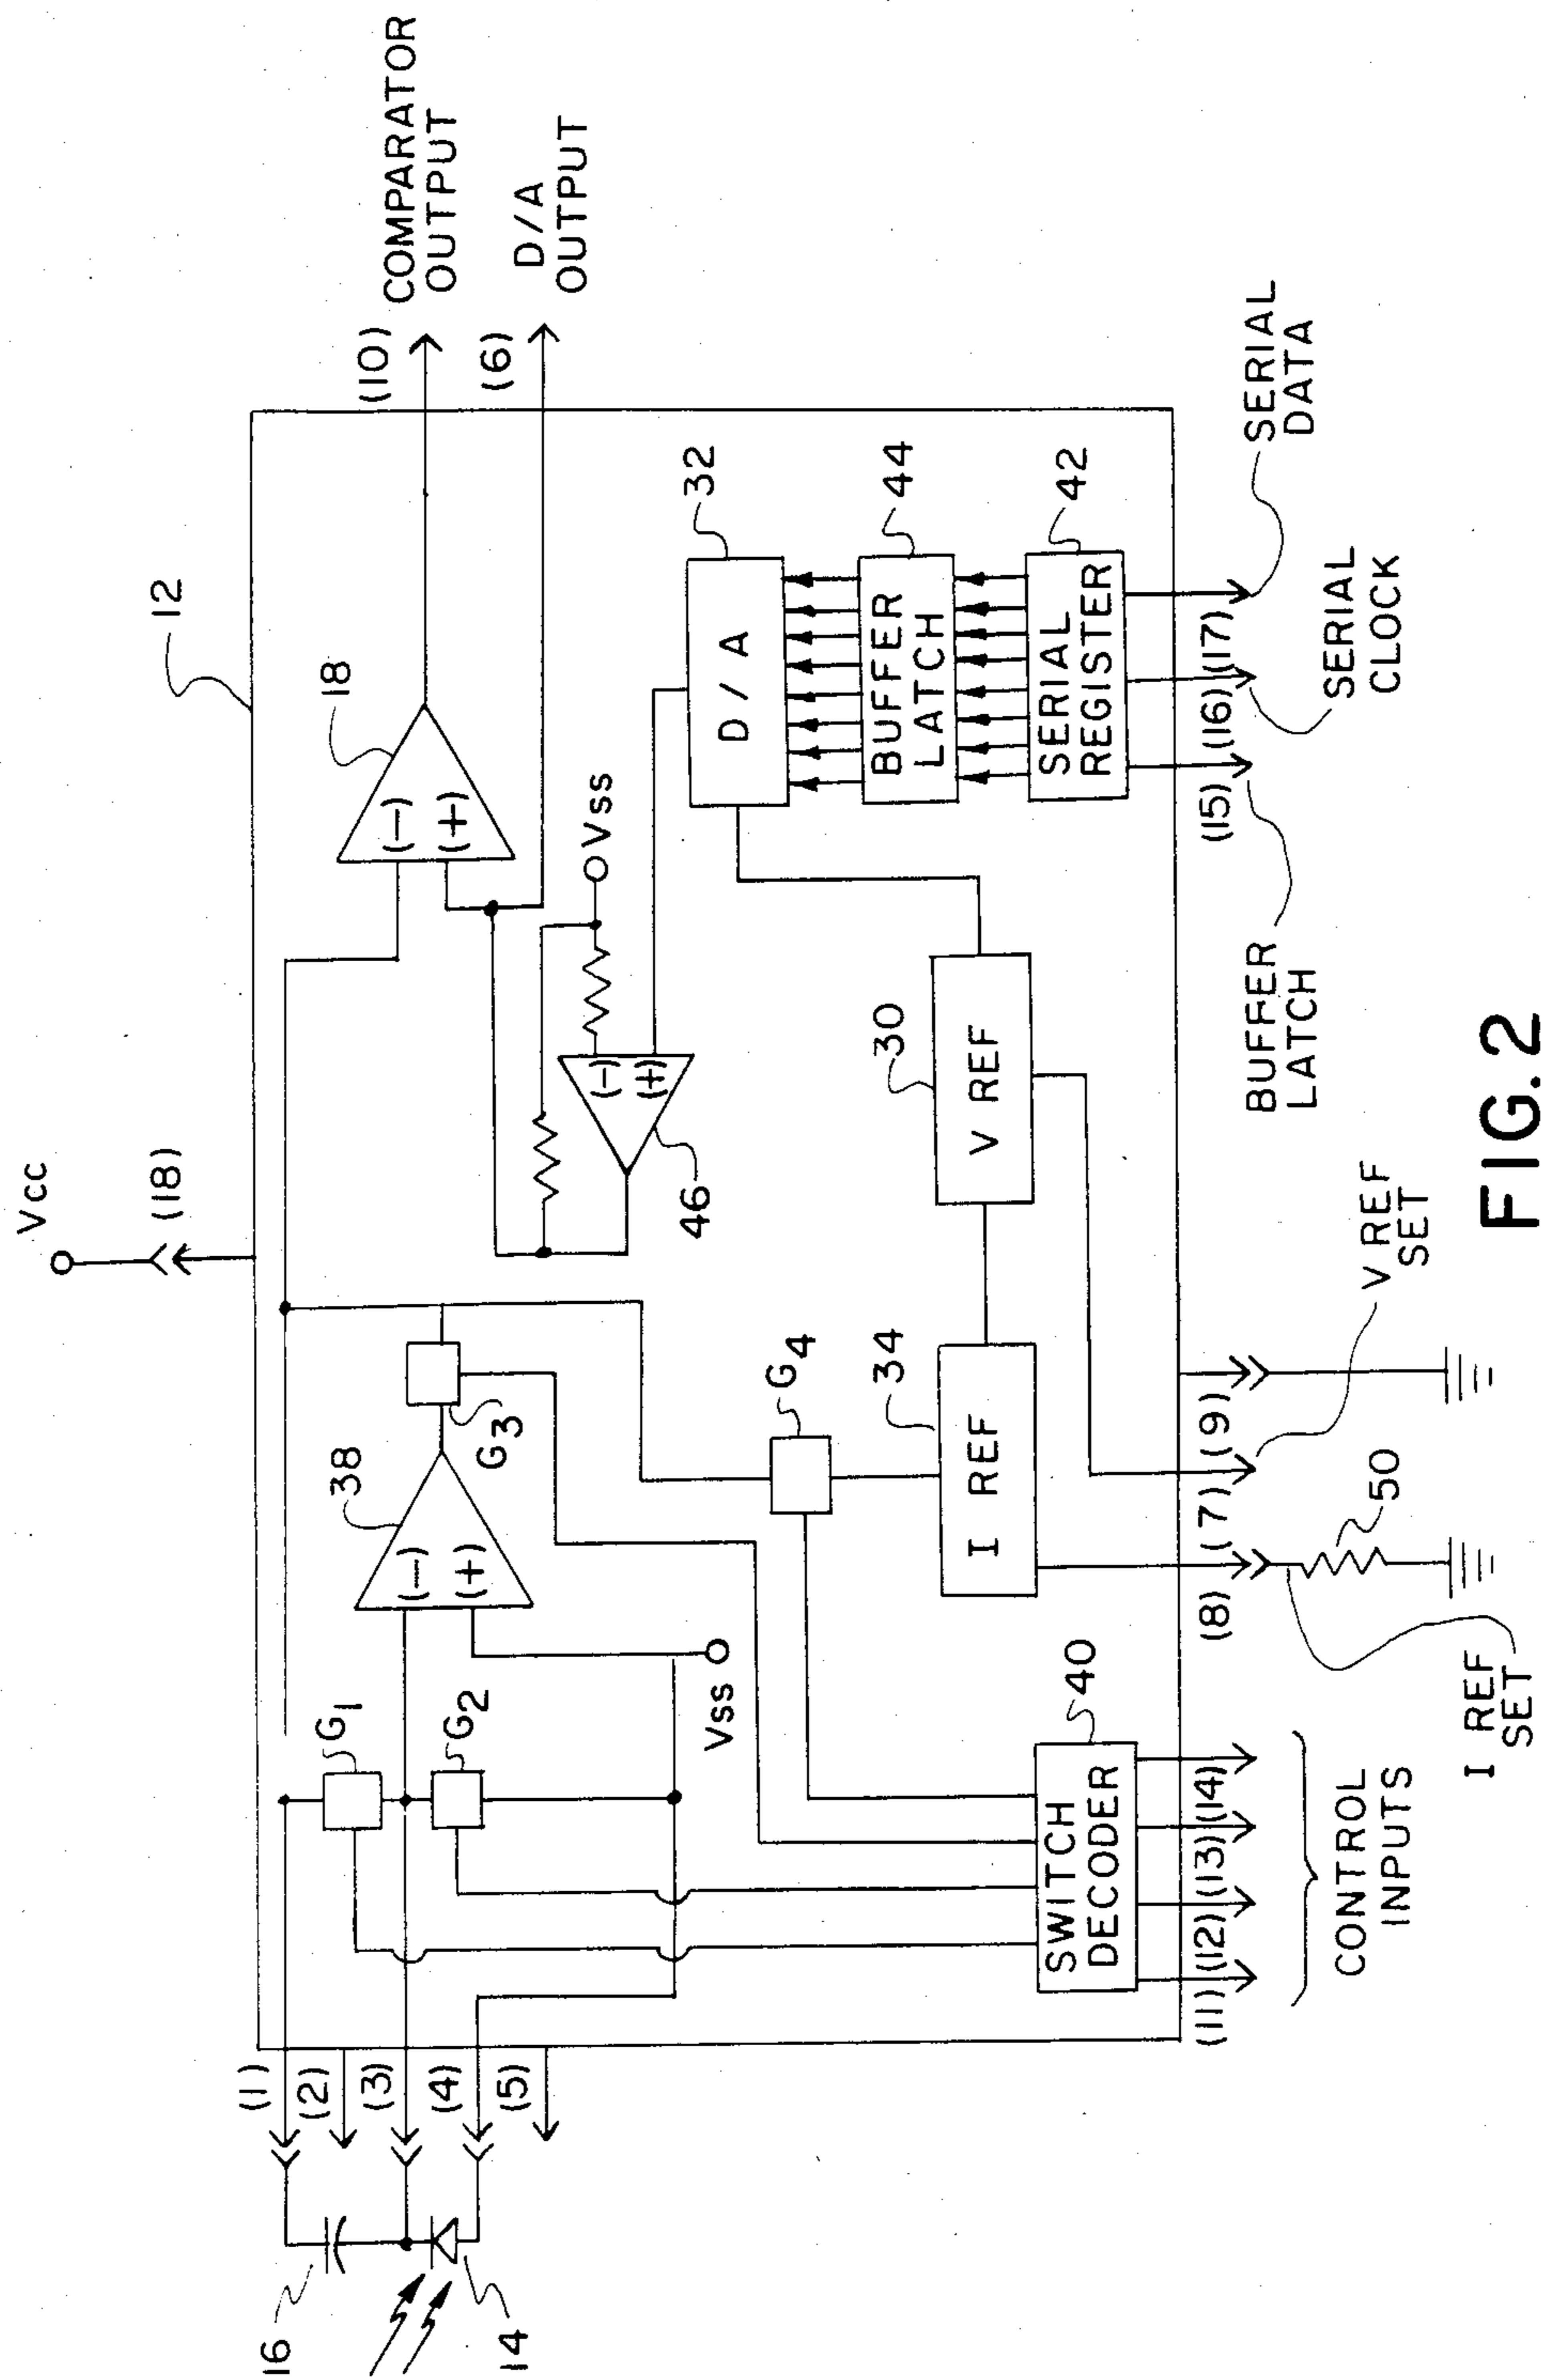 Vcc
(18)
12
(10)
COMPARATOR
OUTPUT
(6)
D/A
OUTPUT
18
(-)
(+)
38
(-)
(+)
G3
G1
G2
Vss
G4
46
(-)
(+)
Vss
32
D/A
44
BUFFER
LATCH
42
SERIAL
REGISTER
30
V REF
34
I REF
40
SWITCH
DECODER
(1)
(2)
(3)
(4)
(5)
16
14
(11)
(12)
(13)
(14)
CONTROL
INPUTS
(8)
(7)
(9)
50
I REF
SET
V REF
SET
(15)
(16)
(17)
BUFFER
LATCH
SERIAL
CLOCK
SERIAL
DATA
FIG. 2